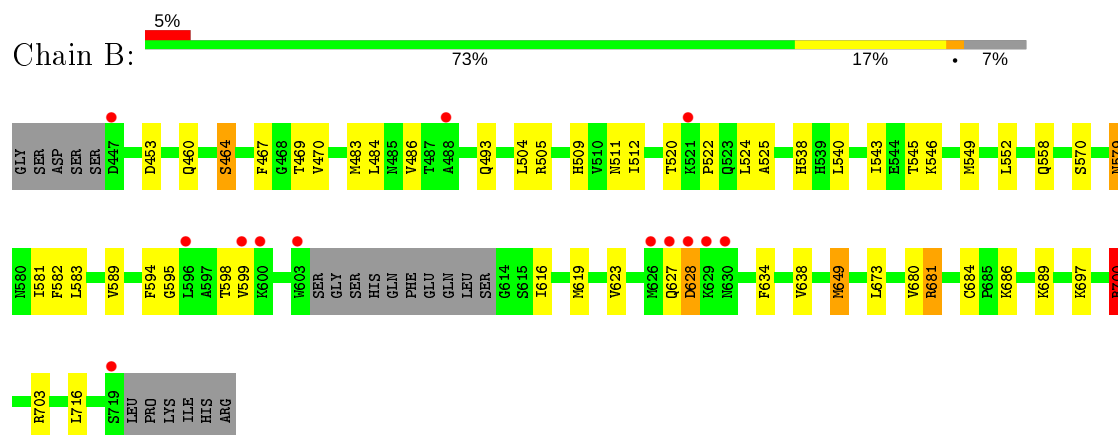 5%
Chain B:
73% 17% • 7%
GLY SER ASP SER SER D447 D453 Q460 S464 F467 G468 T469 V470 M483 L484 N485 V486 T487 A488 Q493 L504 R505 H509 V510 N511 I512 T520 K521 P522 Q523 L524 A525 H538 H539 L540 I543 E544 T545 K546 M549 L552 Q558 S570 N579
N580 I581 F582 L583 V589 F594 G595 L596 A597 T598 V599 K600 W603 SER GLY SER HIS GLN PHE GLU GLN LEU SER G614 S615 I616 M619 V623 M626 Q627 D628 K629 N630 F634 V638 M649 L673 V680 R681 C684 P685 K686 K689 K697 R700
R703 L716 S719 LEU PRO LYS ILE HIS ARG